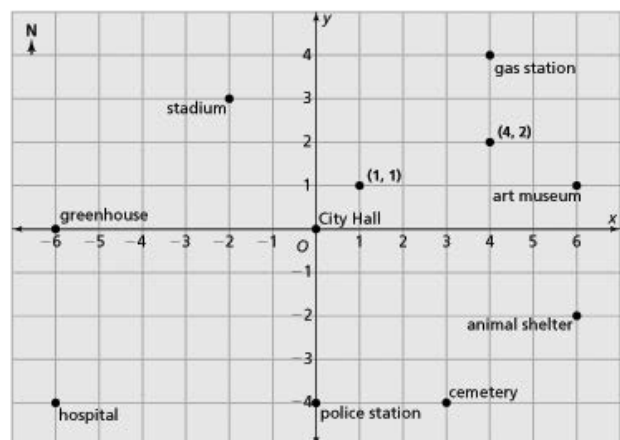 N
y
4
gas station
3
stadium
2
(4, 2)
(1, 1)
1
art museum
greenhouse
City Hall
x
−6 −5 −4 −3 −2 −1 O 1 2 3 4 5 6
−1
−2
animal shelter
−3
cemetery
−4
hospital
police station